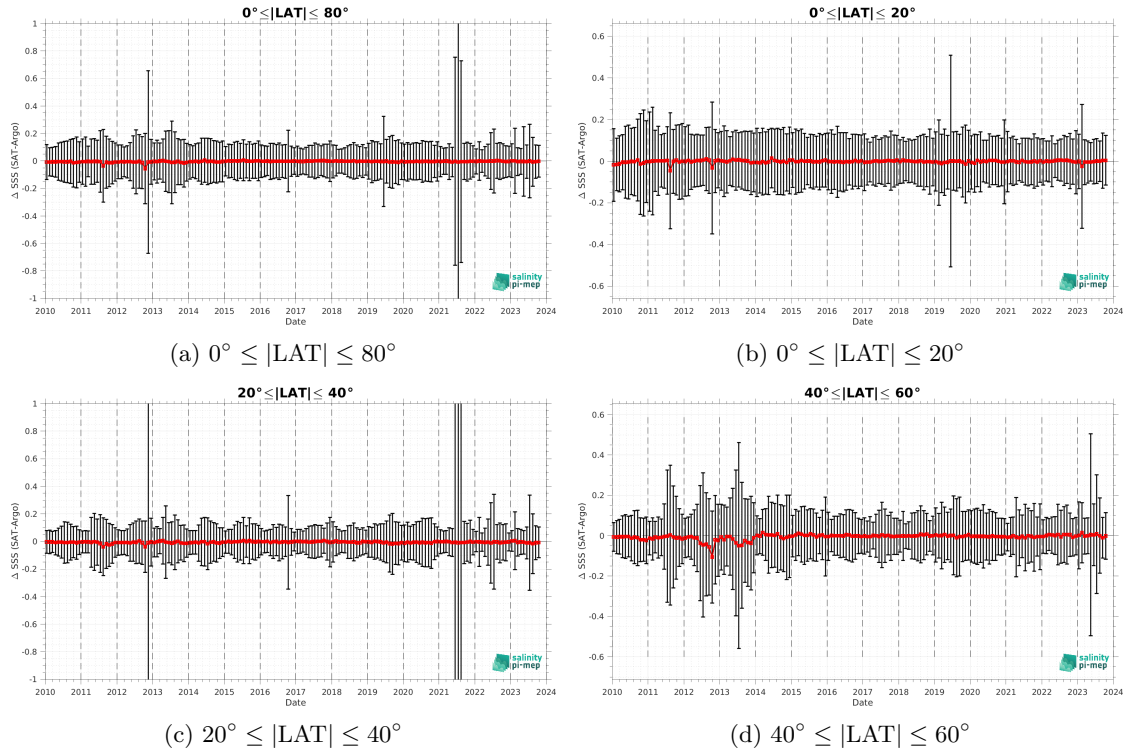 0°≤|LAT|≤ 80°
1
0.8
0.6
0.4
0.2
0
-0.2
-0.4
-0.6
-0.8
-1
Δ SSS (SAT-Argo)
2010 2011 2012 2013 2014 2015 2016 2017 2018 2019 2020 2021 2022 2023 2024
Date
salinity
pi-mep
(a) 0° ≤ |LAT| ≤ 80°
0°≤|LAT|≤ 20°
0.6
0.4
0.2
0
-0.2
-0.4
-0.6
Δ SSS (SAT-Argo)
2010 2011 2012 2013 2014 2015 2016 2017 2018 2019 2020 2021 2022 2023 2024
Date
salinity
pi-mep
(b) 0° ≤ |LAT| ≤ 20°
20°≤|LAT|≤ 40°
1
0.8
0.6
0.4
0.2
0
-0.2
-0.4
-0.6
-0.8
-1
Δ SSS (SAT-Argo)
2010 2011 2012 2013 2014 2015 2016 2017 2018 2019 2020 2021 2022 2023 2024
Date
salinity
pi-mep
(c) 20° ≤ |LAT| ≤ 40°
40°≤|LAT|≤ 60°
0.6
0.4
0.2
0
-0.2
-0.4
-0.6
Δ SSS (SAT-Argo)
2010 2011 2012 2013 2014 2015 2016 2017 2018 2019 2020 2021 2022 2023 2024
Date
salinity
pi-mep
(d) 40° ≤ |LAT| ≤ 60°